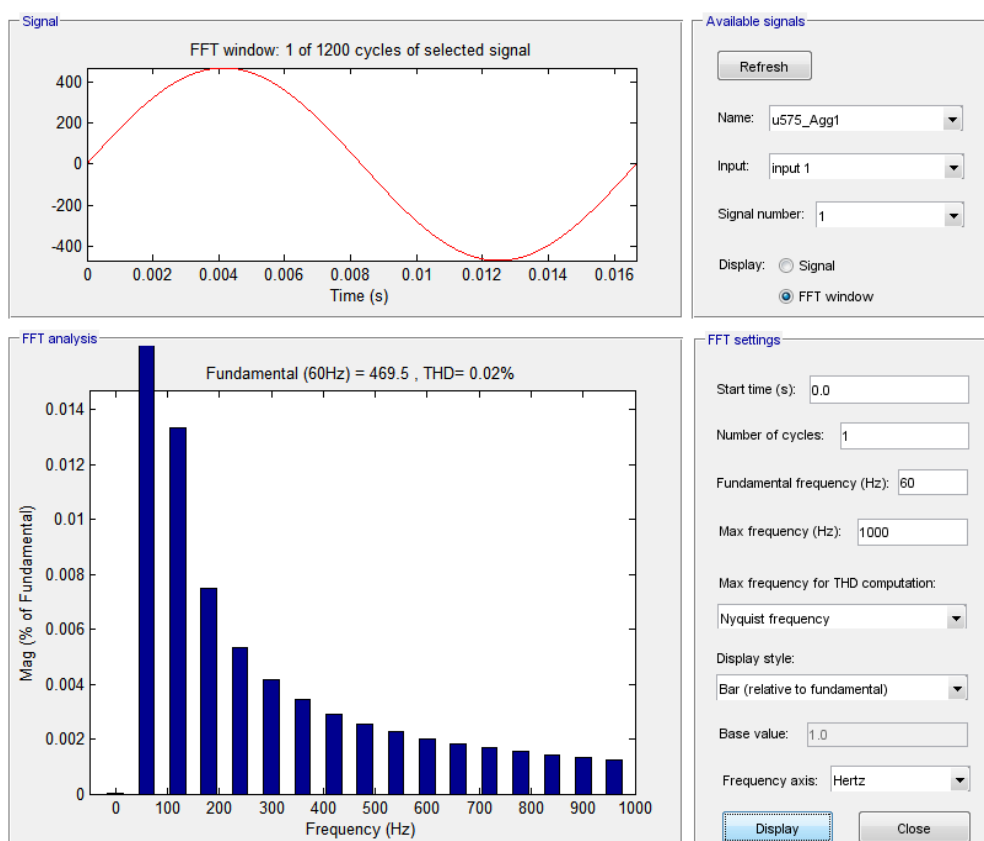 Signal
FFT window: 1 of 1200 cycles of selected signal
400
200
0
-200
-400
0 0.002 0.004 0.006 0.008 0.01 0.012 0.014 0.016
Time (s)
Available signals
Refresh
Name: u575_Agg1
Input: input 1
Signal number: 1
Display: Signal
FFT window
FFT analysis
Fundamental (60Hz) = 469.5 , THD= 0.02%
0.014
0.012
0.01
0.008
0.006
0.004
0.002
0
Mag (% of Fundamental)
0 100 200 300 400 500 600 700 800 900 1000
Frequency (Hz)
FFT settings
Start time (s): 0.0
Number of cycles: 1
Fundamental frequency (Hz): 60
Max frequency (Hz): 1000
Max frequency for THD computation:
Nyquist frequency
Display style:
Bar (relative to fundamental)
Base value: 1.0
Frequency axis: Hertz
Display Close